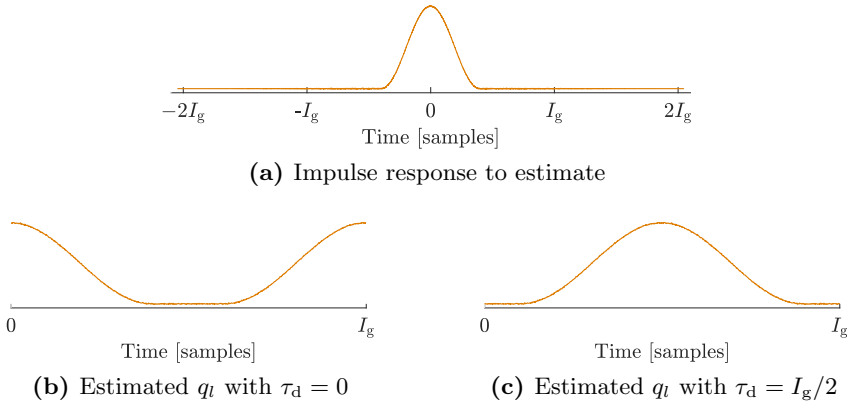 −2I_g -I_g 0 I_g 2I_g
Time [samples]
(a) Impulse response to estimate
0 I_g
Time [samples]
(b) Estimated q_l with τ_d = 0
0 I_g
Time [samples]
(c) Estimated q_l with τ_d = I_g/2